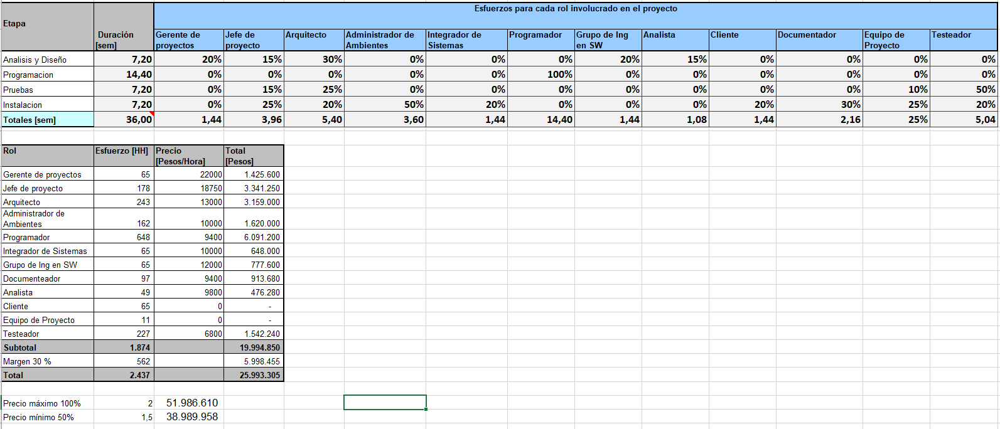 Esfuerzos para cada rol involucrado en el proyecto
Etapa Duración [sem] Gerente de proyectos Jefe de proyecto Arquitecto Administrador de Ambientes Integrador de Sistemas Programador Grupo de Ing en SW Analista Cliente Documentador Equipo de Proyecto Testeador
Analisis y Diseño 7,20 20% 15% 30% 0% 0% 0% 20% 15% 0% 0% 0% 0%
Programacion 14,40 0% 0% 0% 0% 0% 100% 0% 0% 0% 0% 0% 0%
Pruebas 7,20 0% 15% 25% 0% 0% 0% 0% 0% 0% 0% 10% 50%
Instalacion 7,20 0% 25% 20% 50% 20% 0% 0% 0% 20% 30% 25% 20%
Totales [sem] 36,00 1,44 3,96 5,40 3,60 1,44 14,40 1,44 1,08 1,44 2,16 25% 5,04
Rol Esfuerzo [HH] Precio [Pesos/Hora] Total [Pesos]
Gerente de proyectos 65 22000 1.425.600
Jefe de proyecto 178 18750 3.341.250
Arquitecto 243 13000 3.159.000
Administrador de Ambientes 162 10000 1.620.000
Programador 648 9400 6.091.200
Integrador de Sistemas 65 10000 648.000
Grupo de Ing en SW 65 12000 777.600
Documenteador 97 9400 913.680
Analista 49 9800 476.280
Cliente 65 0 -
Equipo de Proyecto 11 0 -
Testeador 227 6800 1.542.240
Subtotal 1.874 19.994.850
Margen 30 % 562 5.998.455
Total 2.437 25.993.305
Precio máximo 100% 2 51.986.610
Precio mínimo 50% 1,5 38.989.958